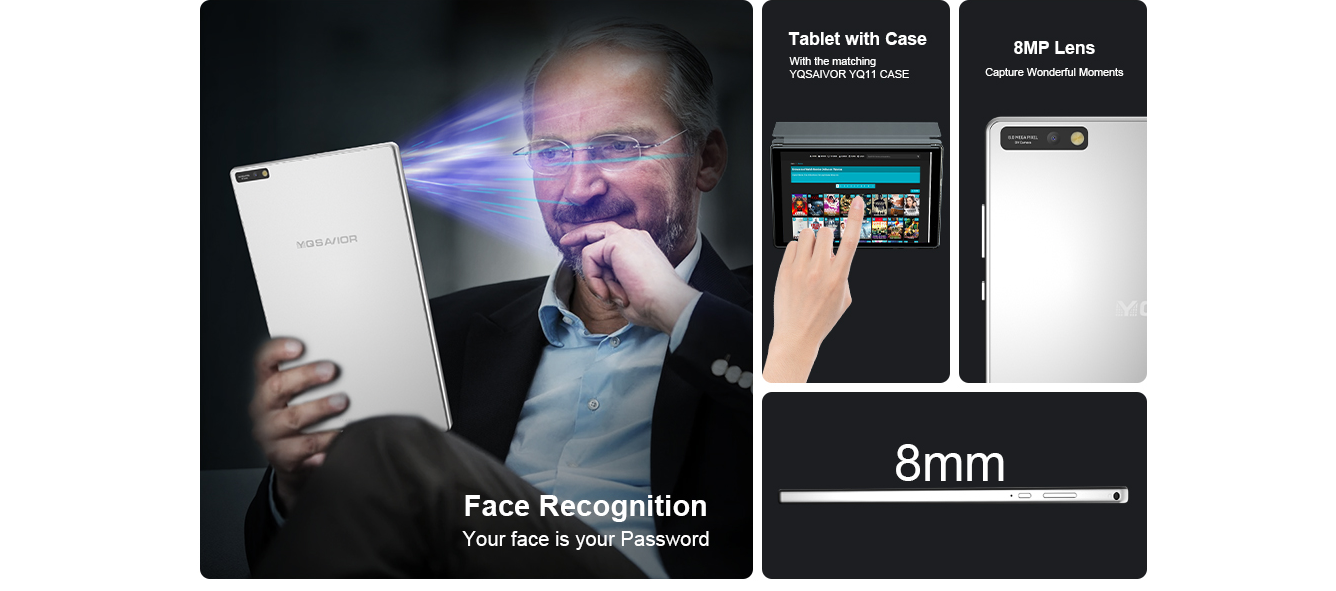 YQSAVIOR
Face Recognition
Your face is your Password
Tablet with Case
With the matching
YQSAIVOR YQ11 CASE
8MP Lens
Capture Wonderful Moments
8mm